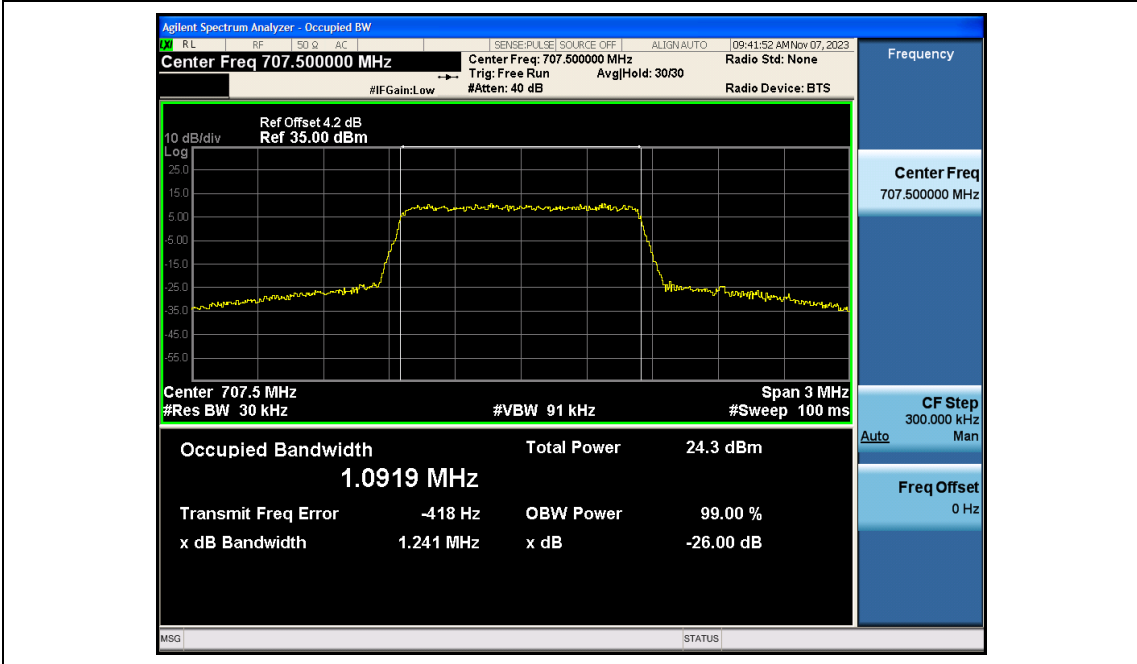 Agilent Spectrum Analyzer - Occupied BW
LXI RL RF 50 Ω AC SENSE:PULSE SOURCE OFF ALIGNAUTO 09:41:52 AM Nov 07, 2023
Center Freq 707.500000 MHz Center Freq: 707.500000 MHz Radio Std: None
Trig: Free Run Avg|Hold: 30/30
#IFGain:Low #Atten: 40 dB Radio Device: BTS
Ref Offset 4.2 dB
10 dB/div Ref 35.00 dBm
Log
25.0
15.0
5.00
-5.00
-15.0
-25.0
-35.0
-45.0
-55.0
Center 707.5 MHz Span 3 MHz
#Res BW 30 kHz #VBW 91 kHz #Sweep 100 ms
Occupied Bandwidth Total Power 24.3 dBm
1.0919 MHz
Transmit Freq Error -418 Hz OBW Power 99.00 %
x dB Bandwidth 1.241 MHz x dB -26.00 dB
MSG STATUS
Frequency
Center Freq
707.500000 MHz
CF Step
300.000 kHz
Auto Man
Freq Offset
0 Hz